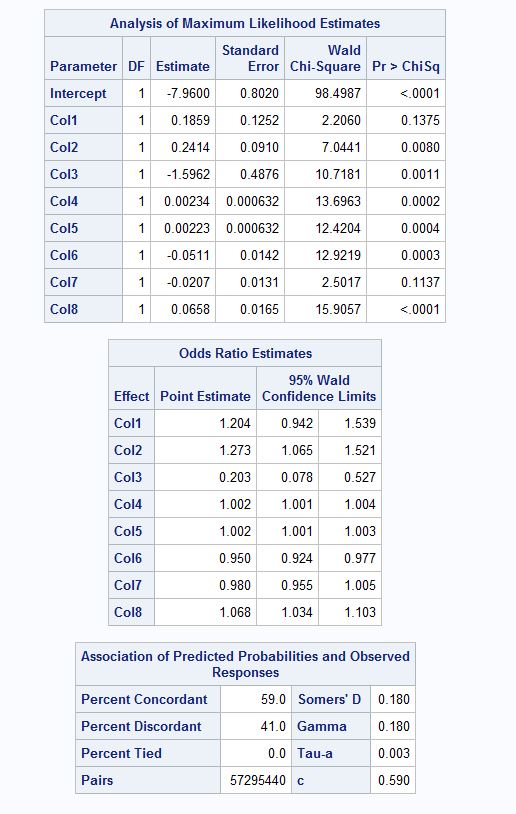 Analysis of Maximum Likelihood Estimates
Parameter DF Estimate Standard Error Wald Chi-Square Pr > ChiSq
Intercept 1 -7.9600 0.8020 98.4987 <.0001
Col1 1 0.1859 0.1252 2.2060 0.1375
Col2 1 0.2414 0.0910 7.0441 0.0080
Col3 1 -1.5962 0.4876 10.7181 0.0011
Col4 1 0.00234 0.000632 13.6963 0.0002
Col5 1 0.00223 0.000632 12.4204 0.0004
Col6 1 -0.0511 0.0142 12.9219 0.0003
Col7 1 -0.0207 0.0131 2.5017 0.1137
Col8 1 0.0658 0.0165 15.9057 <.0001
Odds Ratio Estimates
Effect Point Estimate 95% Wald Confidence Limits
Col1 1.204 0.942 1.539
Col2 1.273 1.065 1.521
Col3 0.203 0.078 0.527
Col4 1.002 1.001 1.004
Col5 1.002 1.001 1.003
Col6 0.950 0.924 0.977
Col7 0.980 0.955 1.005
Col8 1.068 1.034 1.103
Association of Predicted Probabilities and Observed
Responses
Percent Concordant 59.0 Somers' D 0.180
Percent Discordant 41.0 Gamma 0.180
Percent Tied 0.0 Tau-a 0.003
Pairs 57295440 c 0.590